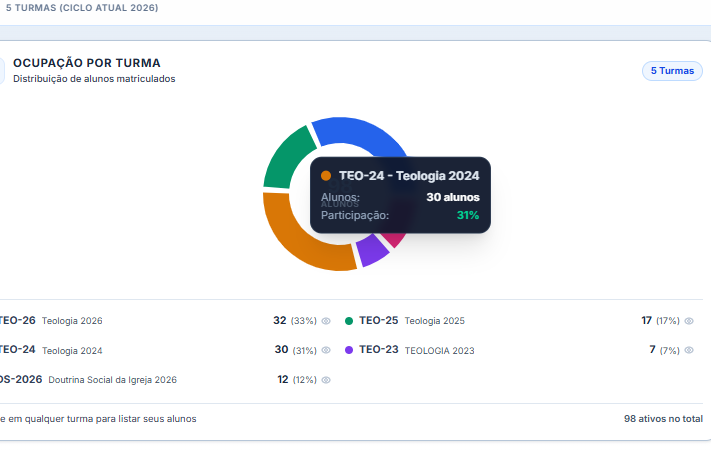 5 TURMAS (CICLO ATUAL 2026)
OCUPAÇÃO POR TURMA
Distribuição de alunos matriculados
5 Turmas
TEO-24 - Teologia 2024
ALUNOS
Alunos: 30 alunos
Participação: 31%
TEO-26 Teologia 2026 32 (33%)
TEO-25 Teologia 2025 17 (17%)
TEO-24 Teologia 2024 30 (31%)
TEO-23 TEOLOGIA 2023 7 (7%)
OS-2026 Doutrina Social da Igreja 2026 12 (12%)
e em qualquer turma para listar seus alunos
98 ativos no total